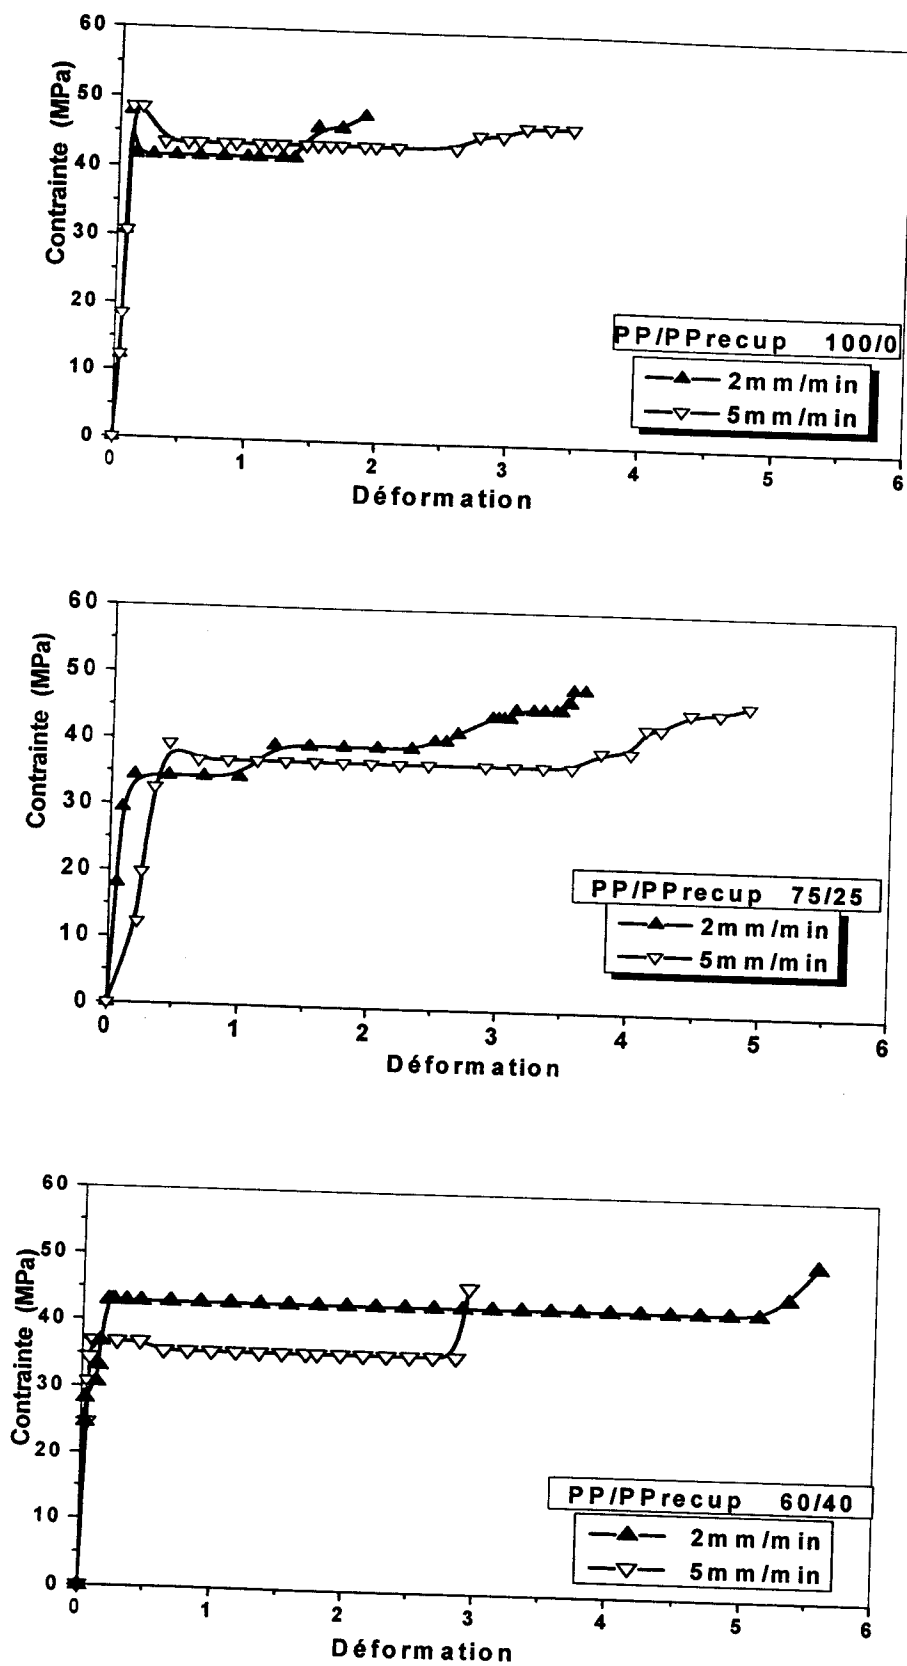 60
50
40
30
20
10
0
Contrainte (MPa)
0 1 2 3 4 5 6
Déformation
PP/PPrecup 100/0
2mm/min
5mm/min
60
50
40
30
20
10
0
Contrainte (MPa)
0 1 2 3 4 5 6
Déformation
PP/PPrecup 75/25
2mm/min
5mm/min
60
50
40
30
20
10
0
Contrainte (MPa)
0 1 2 3 4 5 6
Déformation
PP/PPrecup 60/40
2mm/min
5mm/min